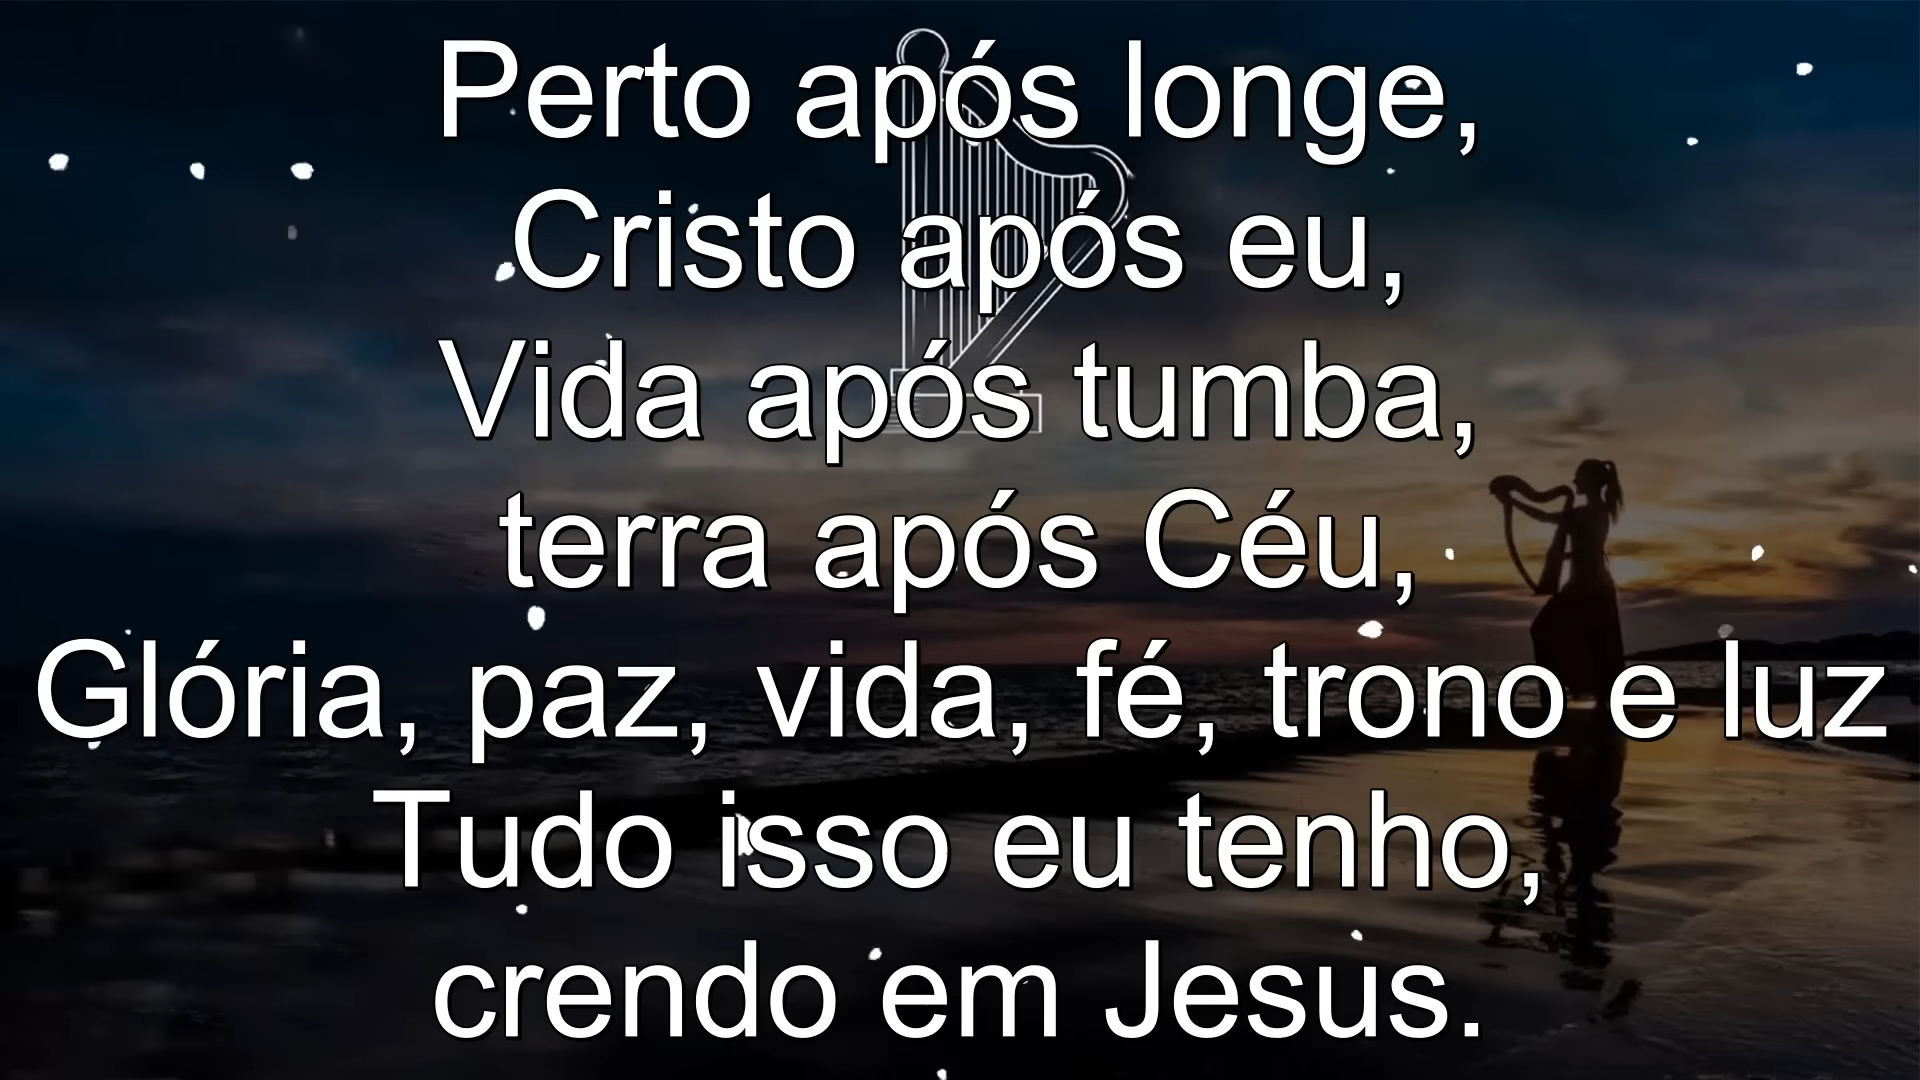 Perto após longe,
Cristo após eu,
Vida após tumba,
terra após Céu,
Glória, paz, vida, fé, trono e luz
Tudo isso eu tenho,
crendo em Jesus.